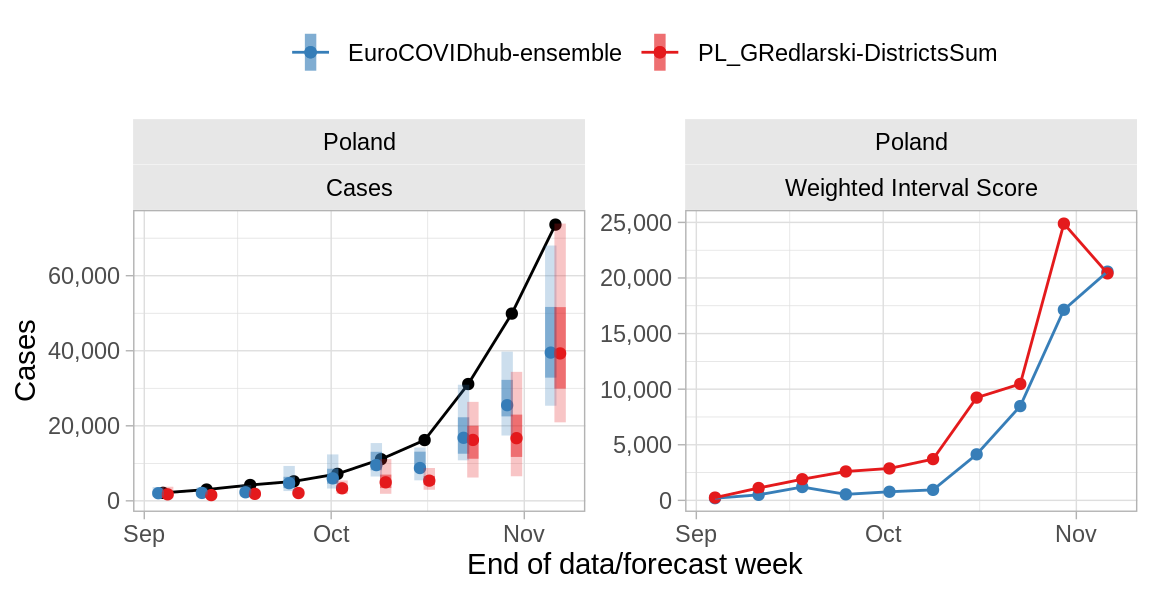 EuroCOVIDhub-ensemble PL_GRedlarski-DistrictsSum
Poland
Cases
Cases
60,000
40,000
20,000
0
Sep Oct Nov
Poland
Weighted Interval Score
25,000
20,000
15,000
10,000
5,000
0
Sep Oct Nov
End of data/forecast week